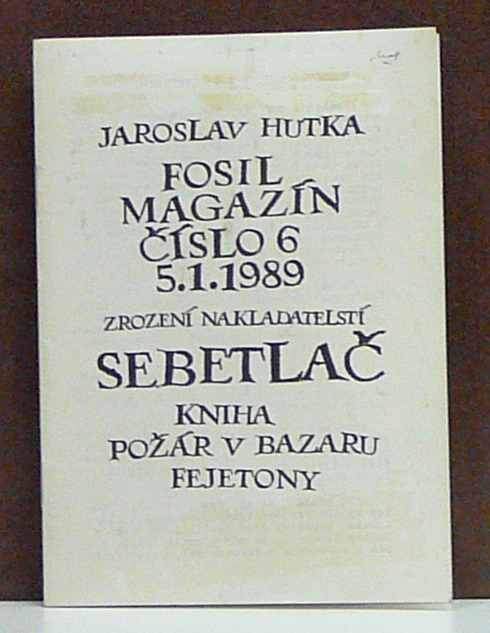 JAROSLAV HUTKA
FOSIL
MAGAZÍN
ČÍSLO 6
5.1.1989
ZROZENÍ NAKLADATELSTÍ
SEBETLAČ
KNIHA
POŽÁR V BAZARU
FEJETONY